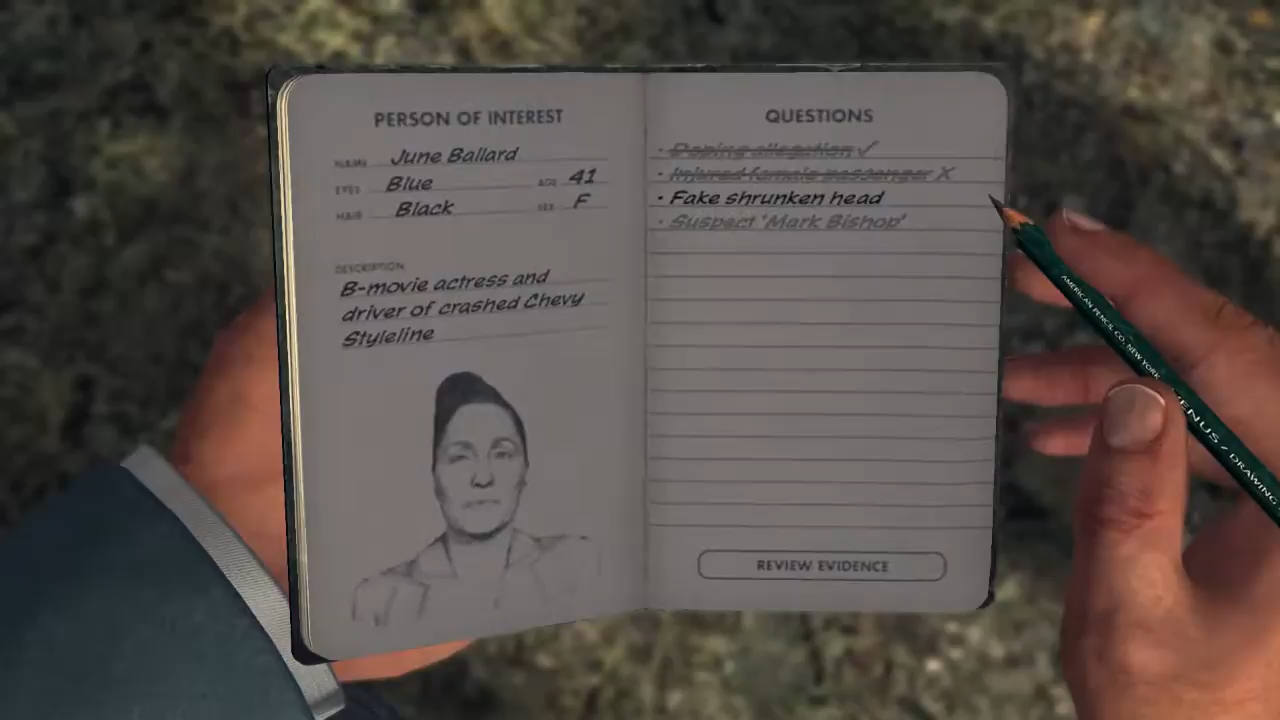 PERSON OF INTEREST
NAME June Ballard
EYES Blue AGE 41
HAIR Black SEX F
DESCRIPTION
B-movie actress and
driver of crashed Chevy
Styleline
QUESTIONS
· Doping allegation ✓
· Injured female passenger X
· Fake shrunken head
· Suspect 'Mark Bishop'
REVIEW EVIDENCE
AMERICAN PENCIL CO. NEW YORK
VENUS / DRAWING